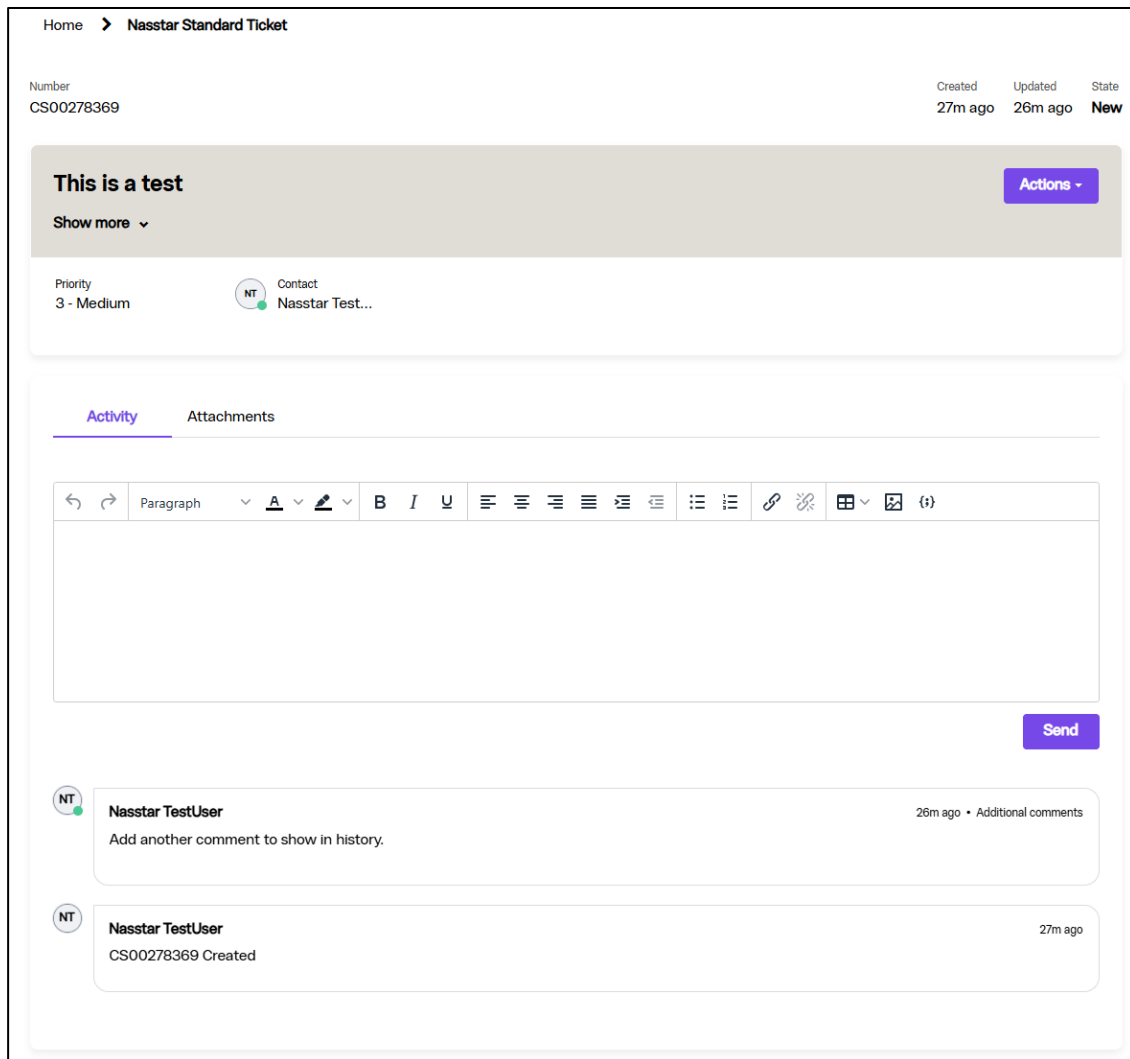 Home > Nasstar Standard Ticket
Number
CS00278369
Created Updated State
27m ago 26m ago New
This is a test
Actions
Show more
Priority
3 - Medium
NT
Contact
Nasstar Test...
Activity Attachments
Paragraph A B I U {;}
Send
NT
Nasstar TestUser 26m ago • Additional comments
Add another comment to show in history.
NT
Nasstar TestUser 27m ago
CS00278369 Created